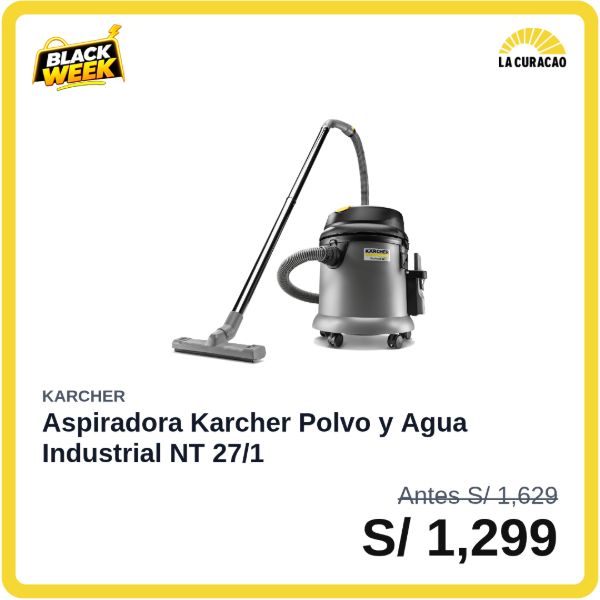 BLACK
WEEK
LA CURACAO
KARCHER
KARCHER
Aspiradora Karcher Polvo y Agua
Industrial NT 27/1
Antes S/ 1,629
S/ 1,299